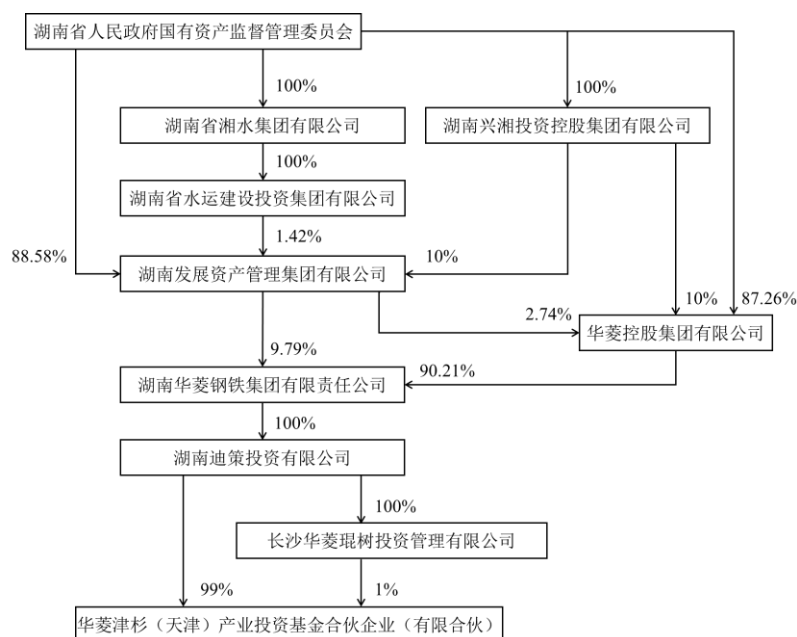 湖南省人民政府国有资产监督管理委员会
100%
100%
湖南省湘水集团有限公司
湖南兴湘投资控股集团有限公司
100%
湖南省水运建设投资集团有限公司
1.42%
88.58%
10%
湖南发展资产管理集团有限公司
10%
87.26%
2.74%
华菱控股集团有限公司
9.79%
90.21%
湖南华菱钢铁集团有限责任公司
100%
湖南迪策投资有限公司
100%
长沙华菱琨树投资管理有限公司
99%
1%
华菱津杉（天津）产业投资基金合伙企业（有限合伙）